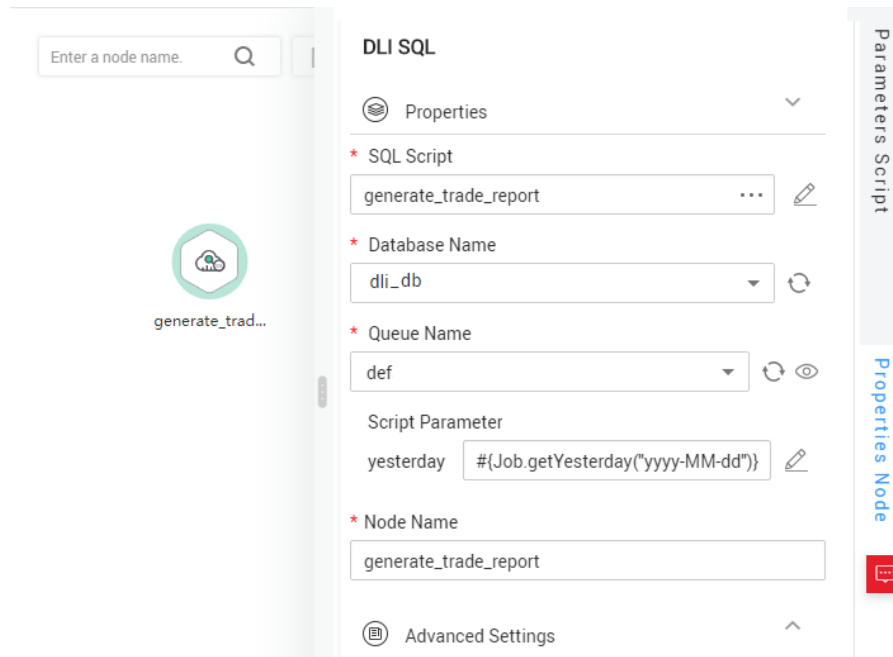 Enter a node name.
generate_trad...
DLI SQL
Properties
* SQL Script
generate_trade_report ...
* Database Name
dli_db
* Queue Name
def
Script Parameter
yesterday #{Job.getYesterday("yyyy-MM-dd")}
* Node Name
generate_trade_report
Advanced Settings
Parameters Script
Properties Node